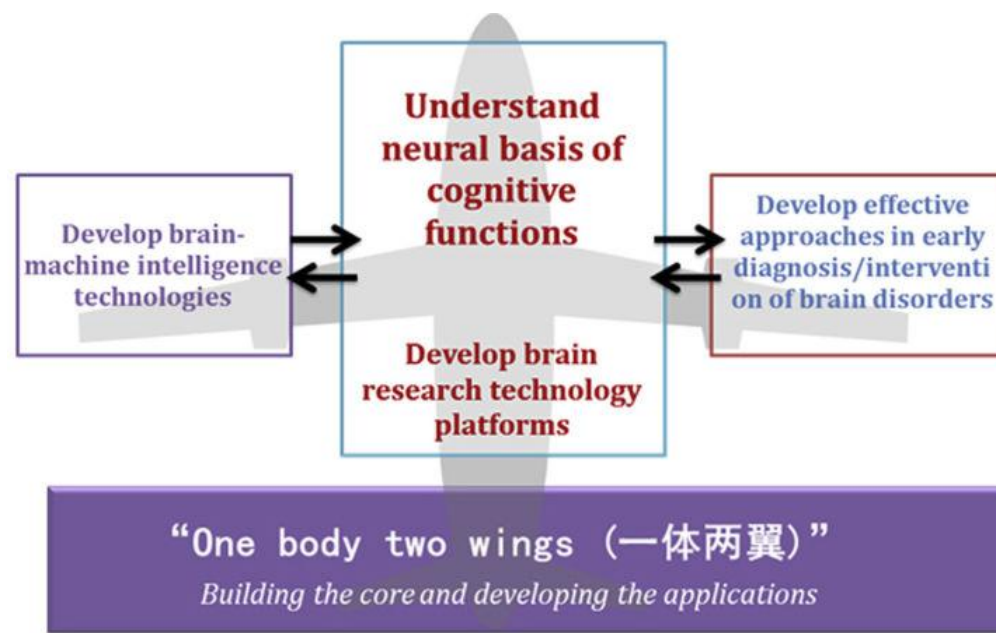 Understand
neural basis of
cognitive
functions
Develop brain
research technology
platforms
Develop brain-
machine intelligence
technologies
Develop effective
approaches in early
diagnosis/interventi
on of brain disorders
“One body two wings (一体两翼)”
Building the core and developing the applications